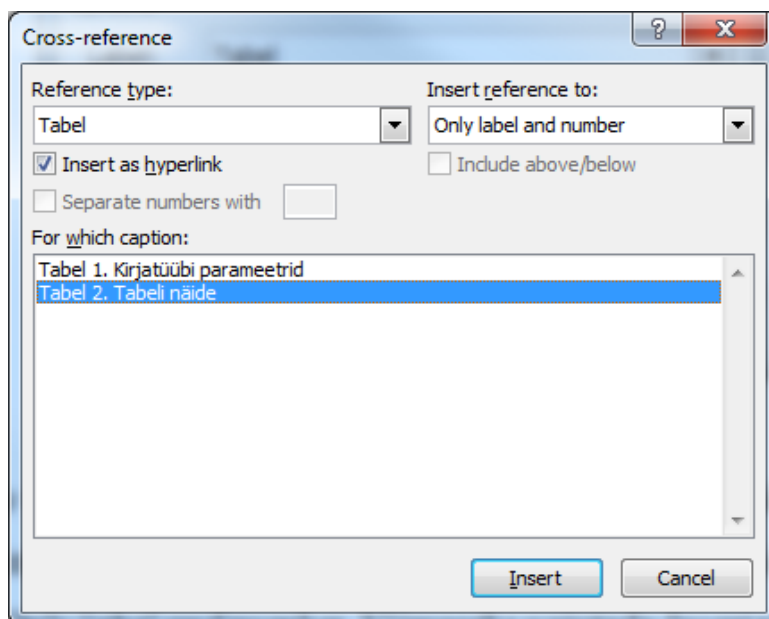 Cross-reference
Reference type:
Insert reference to:
Tabel
Only label and number
Insert as hyperlink
Include above/below
Separate numbers with
For which caption:
Tabel 1. Kirjatüübi parameetrid
Tabel 2. Tabeli näide
Insert
Cancel